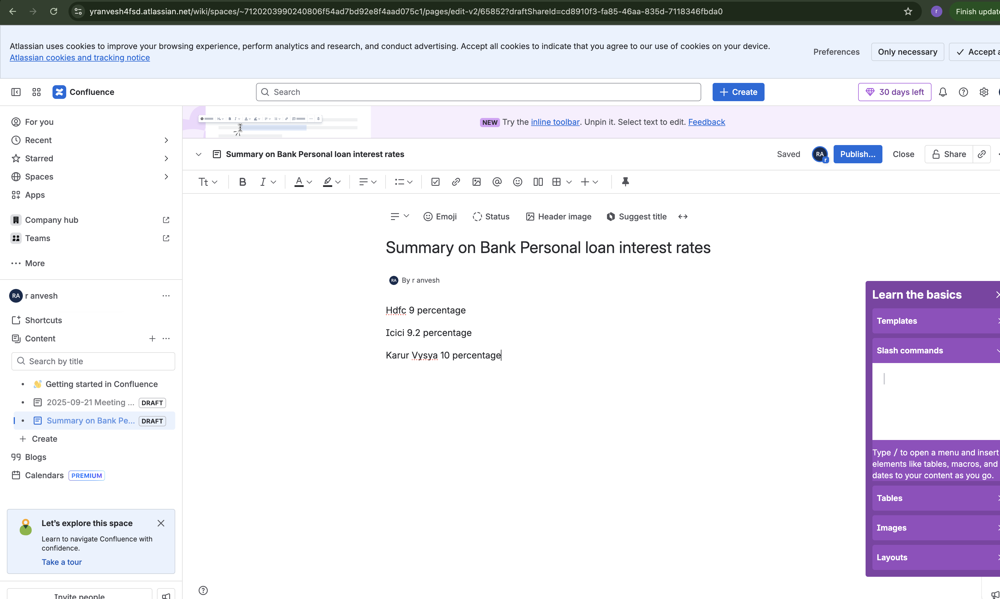 yranvesh4fsd.atlassian.net/wiki/spaces/~7120203990240806f54ad7bd92e8f4aad075c1/pages/edit-v2/65852?draftShareId=cd8910f3-fa85-46aa-835d-7118346fbda0
r
Finish updat
Atlassian uses cookies to improve your browsing experience, perform analytics and research, and conduct advertising. Accept all cookies to indicate that you agree to our use of cookies on your device.
Atlassian cookies and tracking notice
Preferences
Only necessary
Accept a
Confluence
Search
Create
30 days left
For you
Recent
Starred
Spaces
Apps
Company hub
Teams
More
NEW Try the inline toolbar. Unpin it. Select text to edit. Feedback
Summary on Bank Personal loan interest rates
Saved
RA
r
Publish...
Close
Share
Tt
B
I
A
Emoji
Status
Header image
Suggest title
Summary on Bank Personal loan interest rates
RA By r anvesh
Hdfc 9 percentage
Icici 9.2 percentage
Karur Vysya 10 percentage
RA r anvesh
Shortcuts
Content
Search by title
Getting started in Confluence
2025-09-21 Meeting ... DRAFT
Summary on Bank Pe... DRAFT
Create
Blogs
Calendars PREMIUM
Let's explore this space
Learn to navigate Confluence with
confidence.
Take a tour
Invite people
Learn the basics
Templates
Slash commands
Type / to open a menu and insert
elements like tables, macros, and
dates to your content as you go.
Tables
Images
Layouts